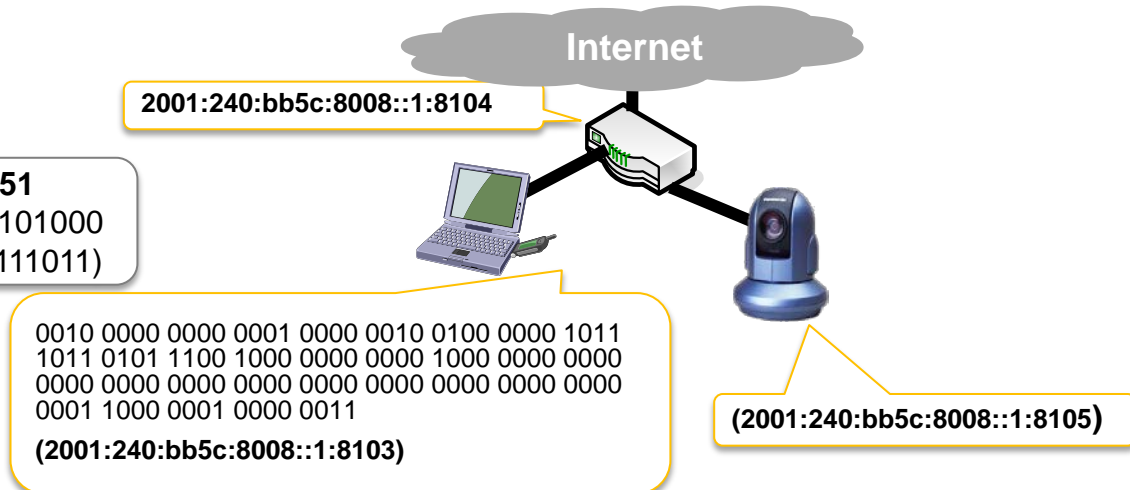 Internet
2001:240:bb5c:8008::1:8104
51
101000
111011)
0010 0000 0000 0001 0000 0010 0100 0000 1011
1011 0101 1100 1000 0000 0000 1000 0000 0000
0000 0000 0000 0000 0000 0000 0000 0000 0000
0001 1000 0001 0000 0011
(2001:240:bb5c:8008::1:8103)
(2001:240:bb5c:8008::1:8105)